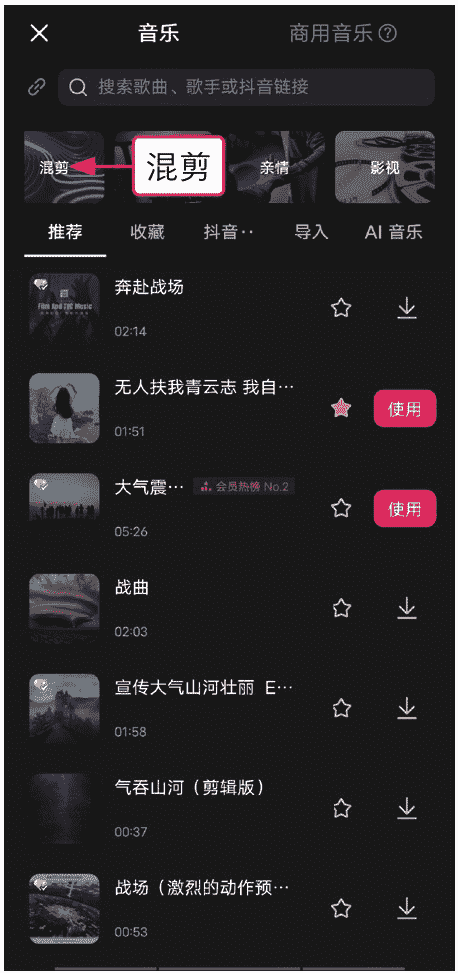 音乐 商用音乐 ?
搜索歌曲、歌手或抖音链接
混剪 混剪 亲情 影视
推荐 收藏 抖音·· 导入 AI 音乐
奔赴战场
02:14
无人扶我青云志 我自…
01:51
使用
大气震… 会员热榜 No.2
05:26
使用
战曲
02:03
宣传大气山河壮丽 E…
01:58
气吞山河（剪辑版）
00:37
战场（激烈的动作预…
00:53